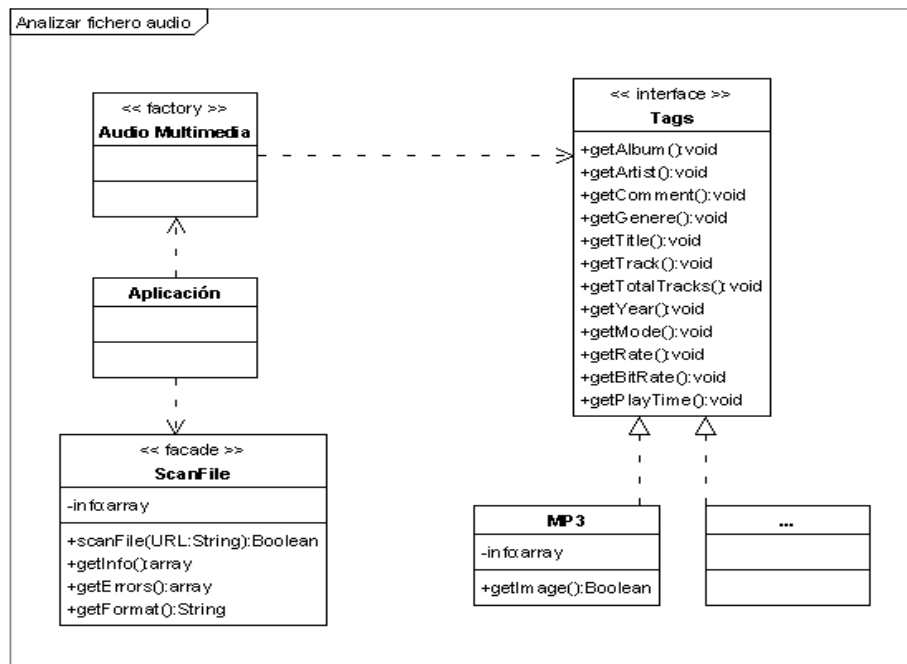 Analizar fichero audio
<< factory >>
Audio Multimedia
<< interface >>
Tags
+getAlbum():void
+getArtist():void
+getComment():void
+getGenere():void
+getTitle():void
+getTrack():void
+getTotalTracks():void
+getYear():void
+getMode():void
+getRate():void
+getBitRate():void
+getPlayTime():void
Aplicación
<< facade >>
ScanFile
-info:array
+scanFile(URL:String):Boolean
+getInfo():array
+getErrors():array
+getFormat():String
MP3
-info:array
+getImage():Boolean
...